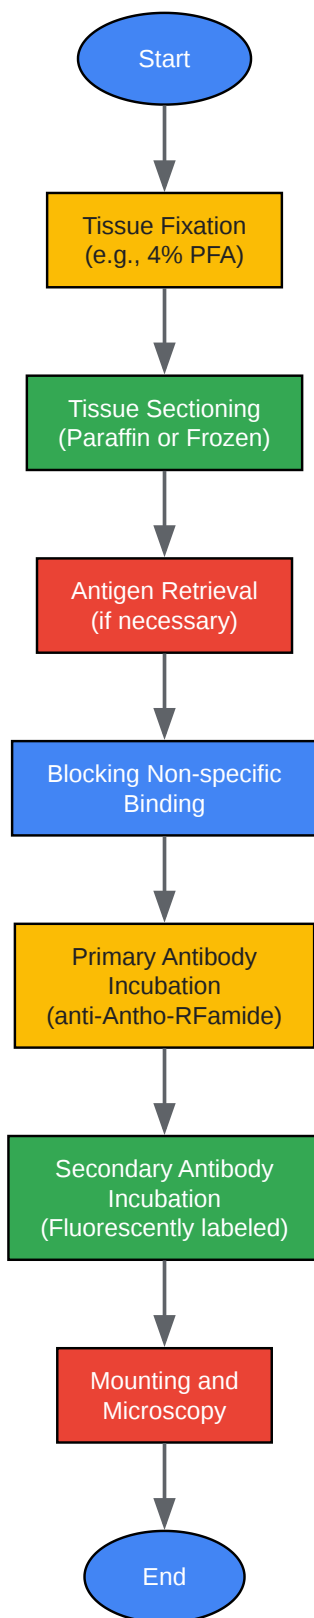 Start
Tissue Fixation
(e.g., 4% PFA)
Tissue Sectioning
(Paraffin or Frozen)
Antigen Retrieval
(if necessary)
Blocking Non-specific
Binding
Primary Antibody
Incubation
(anti-Antho-RFamide)
Secondary Antibody
Incubation
(Fluorescently labeled)
Mounting and
Microscopy
End